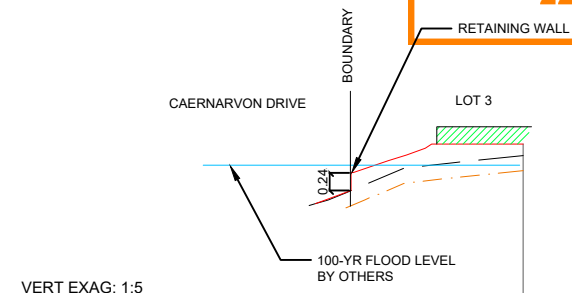 RETAINING WALL
BOUNDARY
CAERNARVON DRIVE
LOT 3
0.24
100-YR FLOOD LEVEL
BY OTHERS
VERT EXAG: 1:5